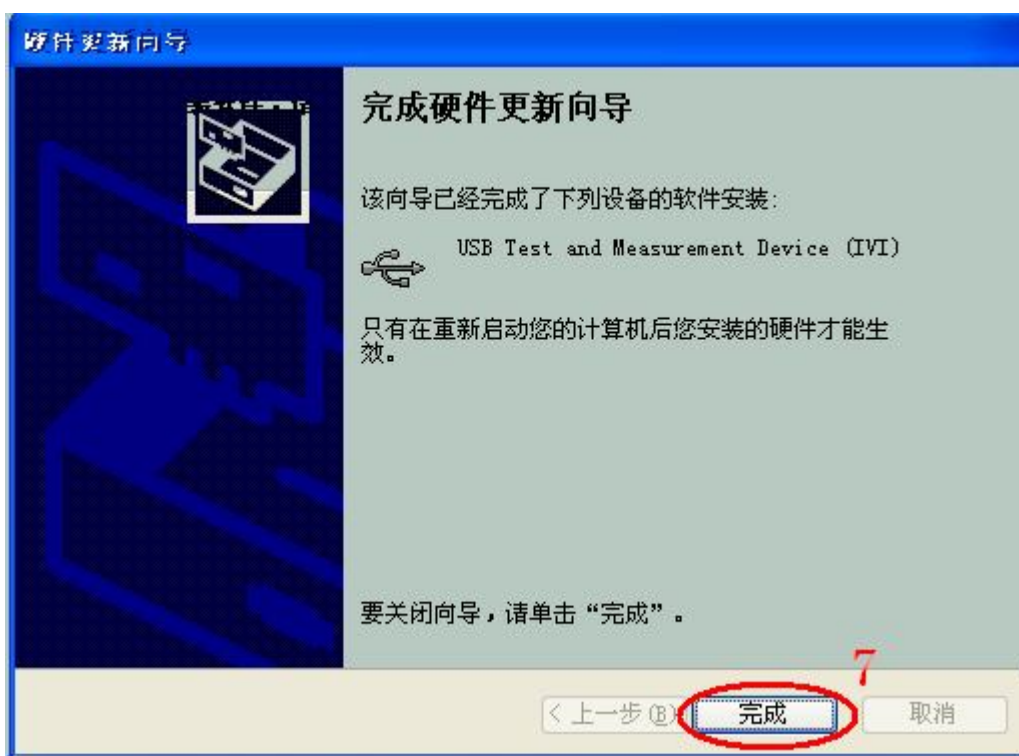 硬件更新向导
完成硬件更新向导
该向导已经完成了下列设备的软件安装:
USB Test and Measurement Device (IVI)
只有在重新启动您的计算机后您安装的硬件才能生
效。
要关闭向导，请单击“完成”。
7
< 上一步(B) 完成 取消